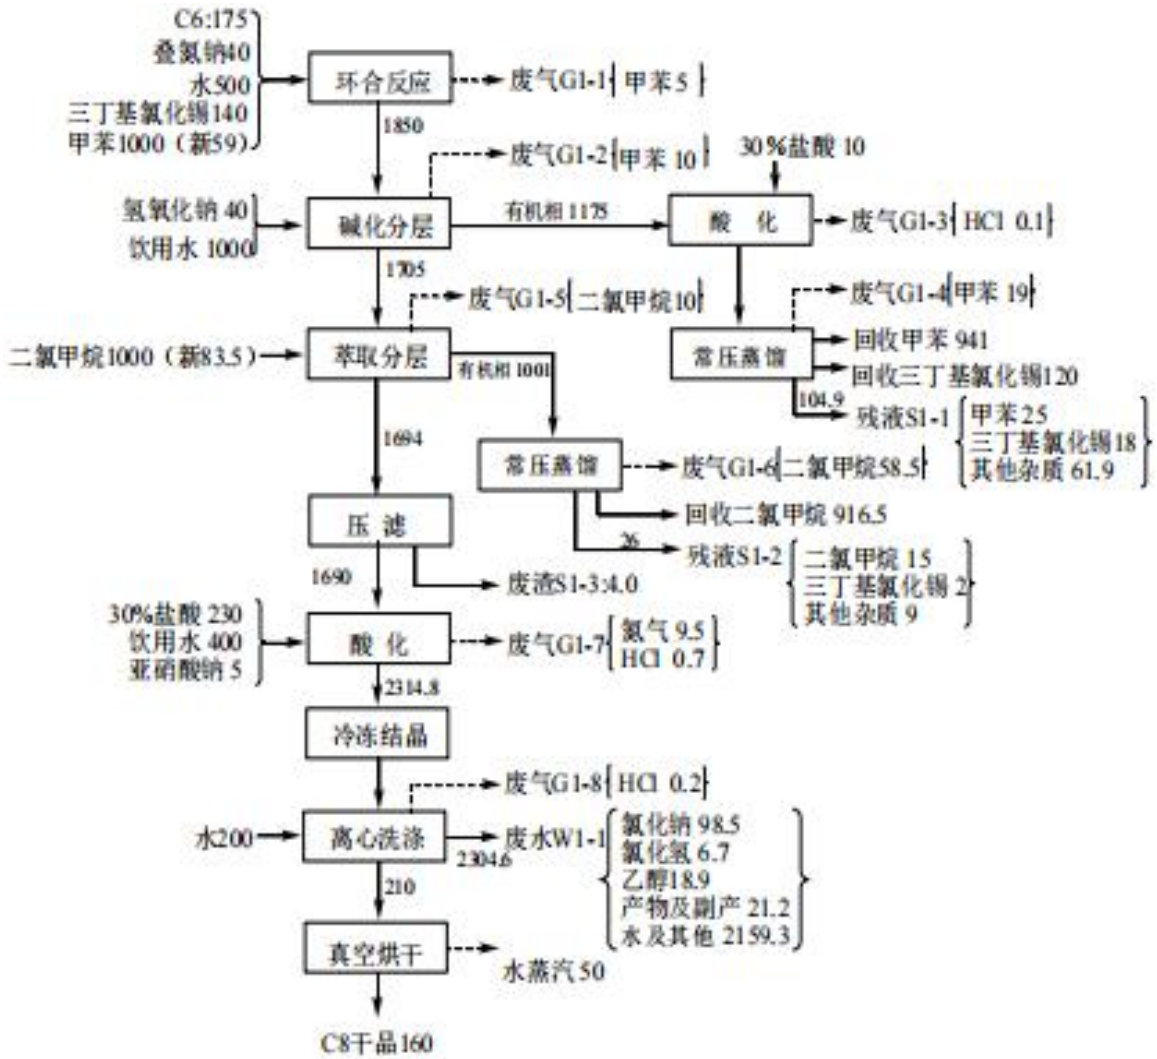 C6:175
叠氮钠40
水500
三丁基氯化锡140
甲苯1000（新59）
环合反应
废气G1-1{甲苯5}
1850
废气G1-2{甲苯 10}
30%盐酸 10
氢氧化钠 40
饮用水 1000
碱化分层
有机相 1175
酸 化
废气G1-3{HCl 0.1}
1705
废气G1-5{二氯甲烷10}
废气G1-4{甲苯 19}
二氯甲烷1000（新83.5）
萃取分层
有机相 1001
常压蒸馏
回收甲苯 941
回收三丁基氯化锡120
104.9
残液S1-1
甲苯 25
三丁基氯化锡18
其他杂质 61.9
1694
常压蒸馏
废气G1-6{二氯甲烷58.5}
回收二氯甲烷 916.5
26
残液S1-2
二氯甲烷 15
三丁基氯化锡 2
其他杂质 9
压 滤
1690
废渣S1-3:4.0
30%盐酸 230
饮用水 400
亚硝酸钠 5
酸 化
废气G1-7
氮气 9.5
HCl 0.7
2314.8
冷冻结晶
废气G1-8{HCl 0.2}
水200
离心洗涤
2304.6
废水W1-1
氯化钠 98.5
氯化氢 6.7
乙醇18.9
产物及副产 21.2
水及其他 2159.3
210
真空烘干
水蒸汽 50
C8干品160